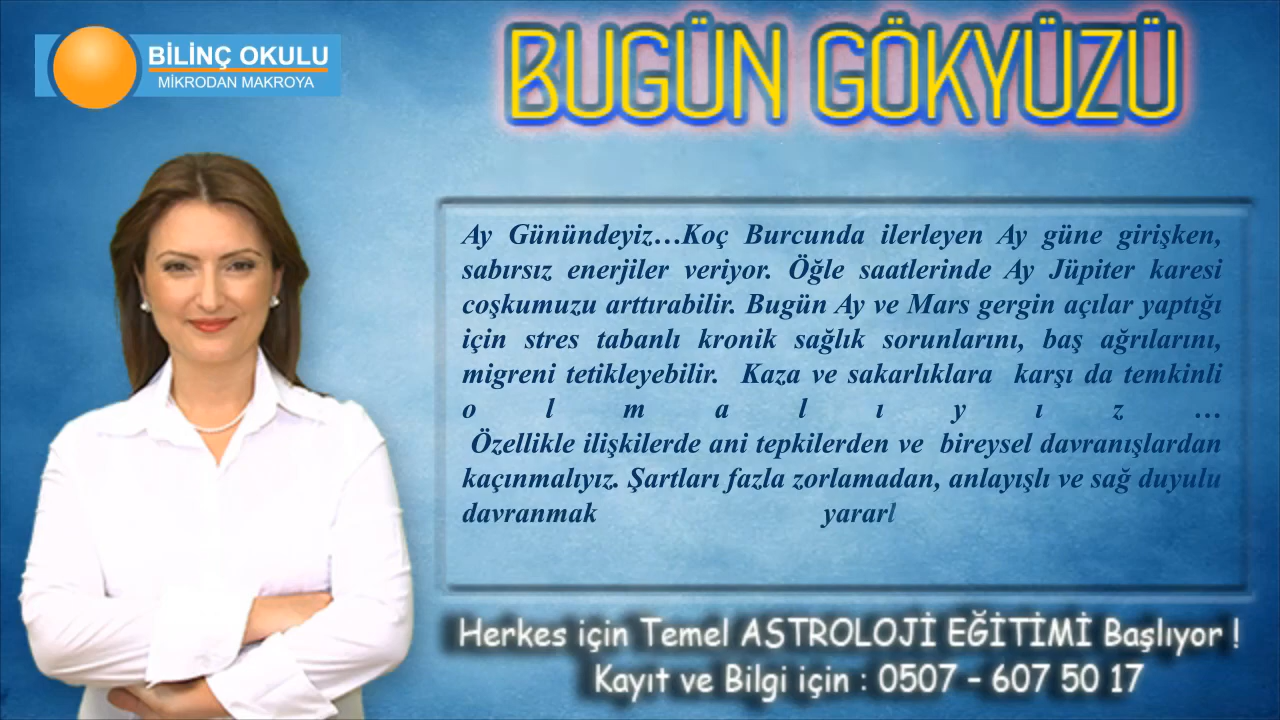 BİLİNÇ OKULU
MİKRODAN MAKROYA
BUGÜN GÖKYÜZÜ
Ay Günündeyiz…Koç Burcunda ilerleyen Ay güne girişken,
sabırsız enerjiler veriyor. Öğle saatlerinde Ay Jüpiter karesi
coşkumuzu arttırabilir. Bugün Ay ve Mars gergin açılar yaptığı
için stres tabanlı kronik sağlık sorunlarını, baş ağrılarını,
migreni tetikleyebilir. Kaza ve sakarlıklara karşı da temkinli
o l m a l ı y ı z …
Özellikle ilişkilerde ani tepkilerden ve bireysel davranışlardan
kaçınmalıyız. Şartları fazla zorlamadan, anlayışlı ve sağ duyulu
davranmak yararl
Herkes için Temel ASTROLOJİ EĞİTİMİ Başlıyor !
Kayıt ve Bilgi için : 0507 – 607 50 17